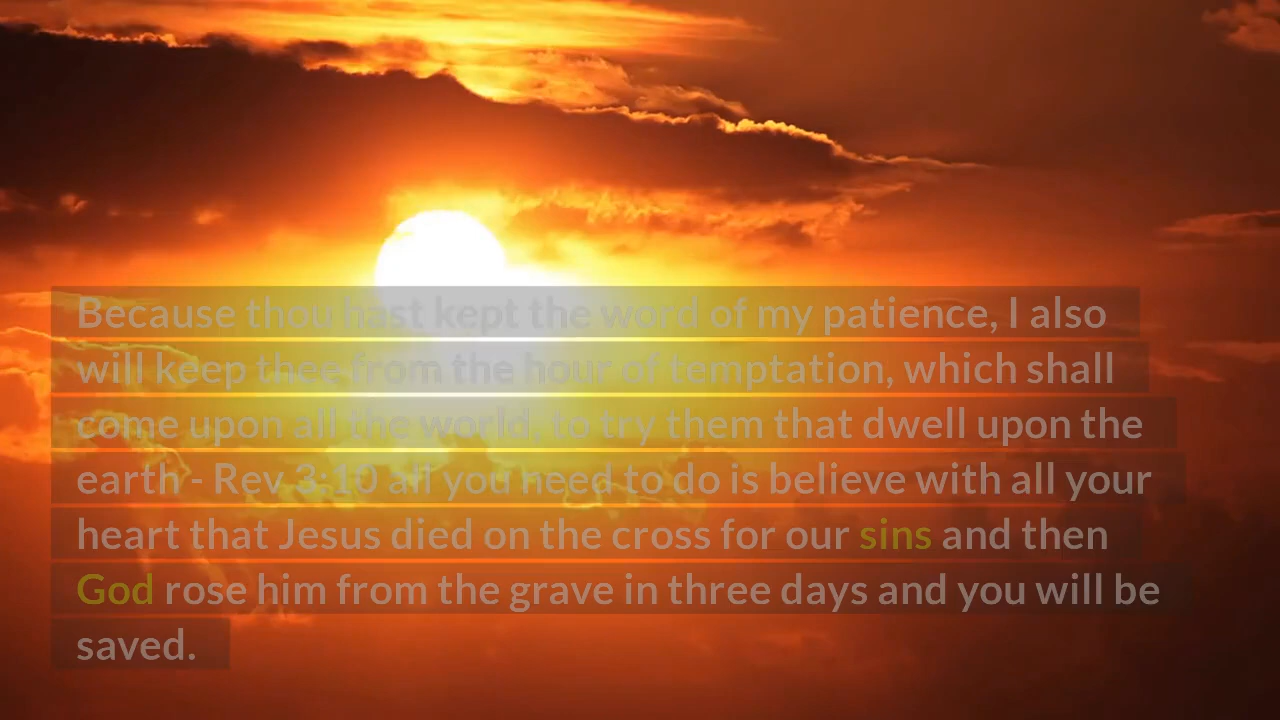 Because thou hast kept the word of my patience, I also
will keep thee from the hour of temptation, which shall
come upon all the world, to try them that dwell upon the
earth - Rev 3:10 all you need to do is believe with all your
heart that Jesus died on the cross for our sins and then
God rose him from the grave in three days and you will be
saved.